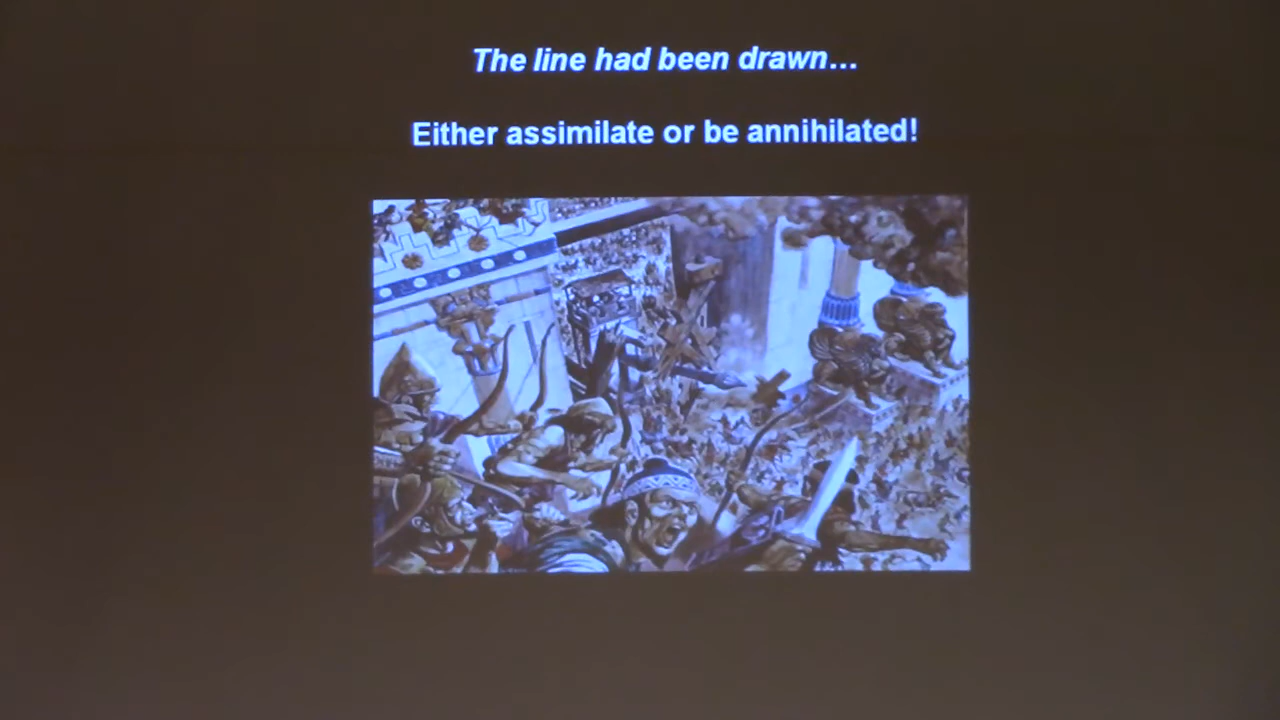 The line had been drawn...
Either assimilate or be annihilated!